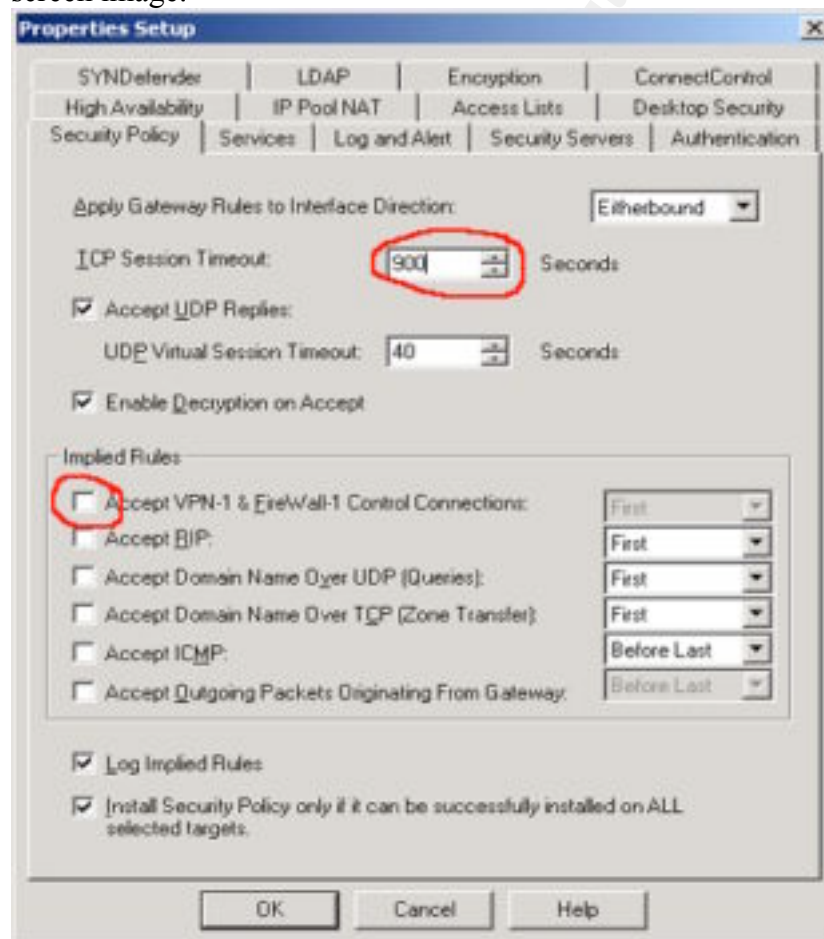 screen image.
Properties Setup
SYNDefender LDAP Encryption ConnectControl
High Availability IP Pool NAT Access Lists Desktop Security
Security Policy Services Log and Alert Security Servers Authentication
Apply Gateway Rules to Interface Direction: Eitherbound
TCP Session Timeout: 900 Seconds
Accept UDP Replies:
UDP Virtual Session Timeout: 40 Seconds
Enable Decryption on Accept
Implied Rules
Accept VPN-1 & FireWall-1 Control Connections: First
Accept RIP: First
Accept Domain Name Over UDP (Queries): First
Accept Domain Name Over TCP (Zone Transfer): First
Accept ICMP: Before Last
Accept Outgoing Packets Originating From Gateway: Before Last
Log Implied Rules
Install Security Policy only if it can be successfully installed on ALL
selected targets.
OK Cancel Help